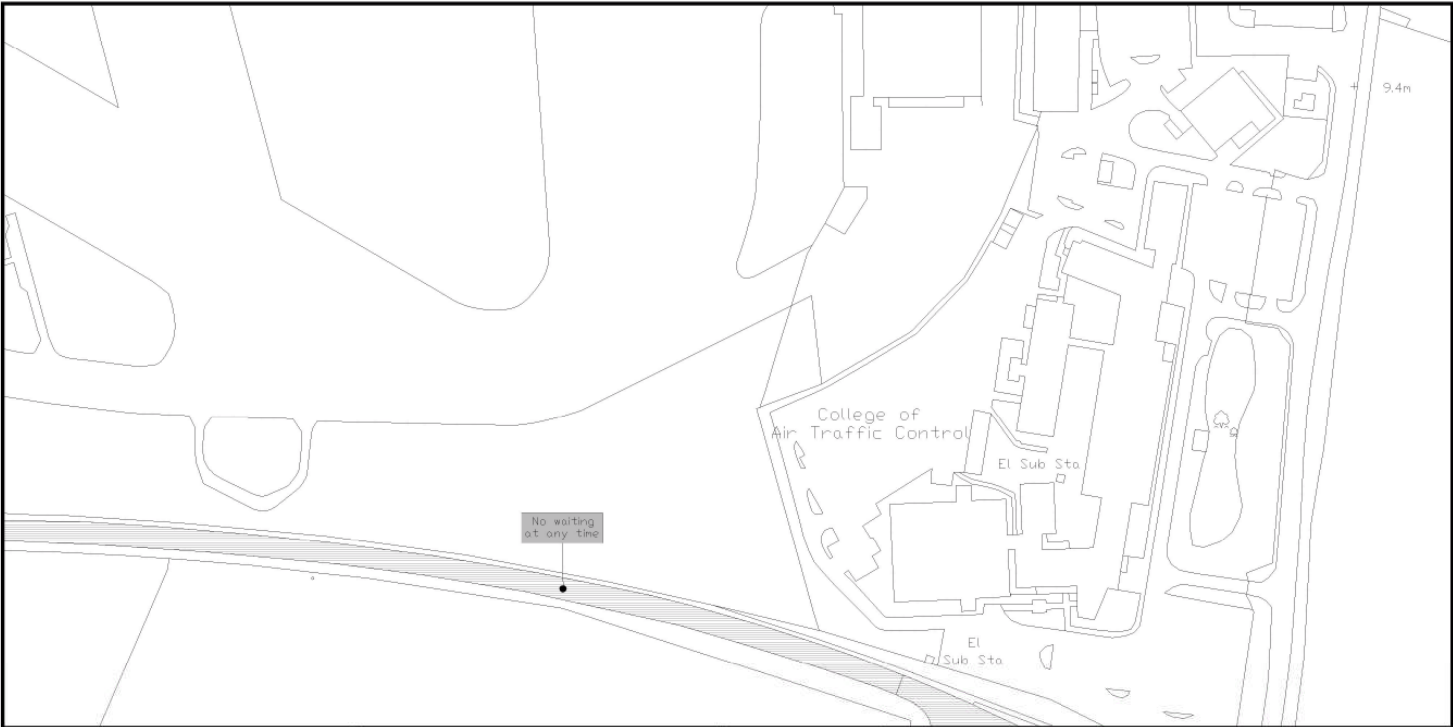 9.4m
College of
Air Traffic Control
El Sub Sta
No waiting
at any time
El
Sub Sta